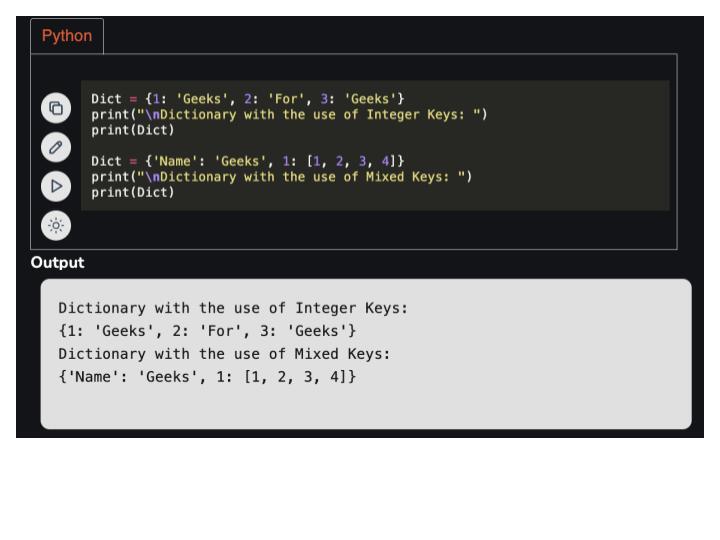 Python
Dict = {1: 'Geeks', 2: 'For', 3: 'Geeks'}
print("\nDictionary with the use of Integer Keys: ")
print(Dict)
Dict = {'Name': 'Geeks', 1: [1, 2, 3, 4]}
print("\nDictionary with the use of Mixed Keys: ")
print(Dict)
Output
Dictionary with the use of Integer Keys:
{1: 'Geeks', 2: 'For', 3: 'Geeks'}
Dictionary with the use of Mixed Keys:
{'Name': 'Geeks', 1: [1, 2, 3, 4]}